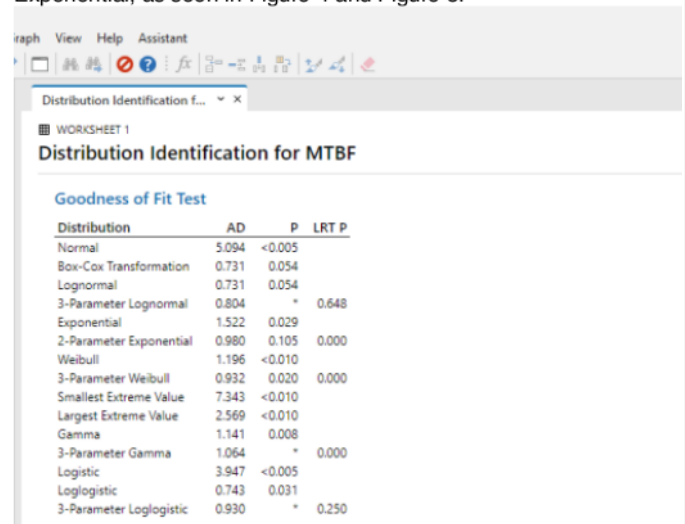 Graph View Help Assistant
Distribution Identification f...
WORKSHEET 1
Distribution Identification for MTBF
Goodness of Fit Test
Distribution AD P LRT P
Normal 5.094 <0.005
Box-Cox Transformation 0.731 0.054
Lognormal 0.731 0.054
3-Parameter Lognormal 0.804 * 0.648
Exponential 1.522 0.029
2-Parameter Exponential 0.980 0.105 0.000
Weibull 1.196 <0.010
3-Parameter Weibull 0.932 0.020 0.000
Smallest Extreme Value 7.343 <0.010
Largest Extreme Value 2.569 <0.010
Gamma 1.141 0.008
3-Parameter Gamma 1.064 * 0.000
Logistic 3.947 <0.005
Loglogistic 0.743 0.031
3-Parameter Loglogistic 0.930 * 0.250